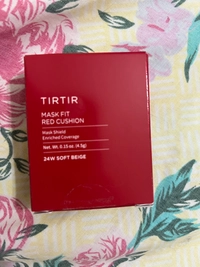 TIRTIR
MASK FIT
RED CUSHION
Mask Shield
Enriched Coverage
Net. Wt. 0.15 oz. (4.5g)
24W SOFT BEIGE